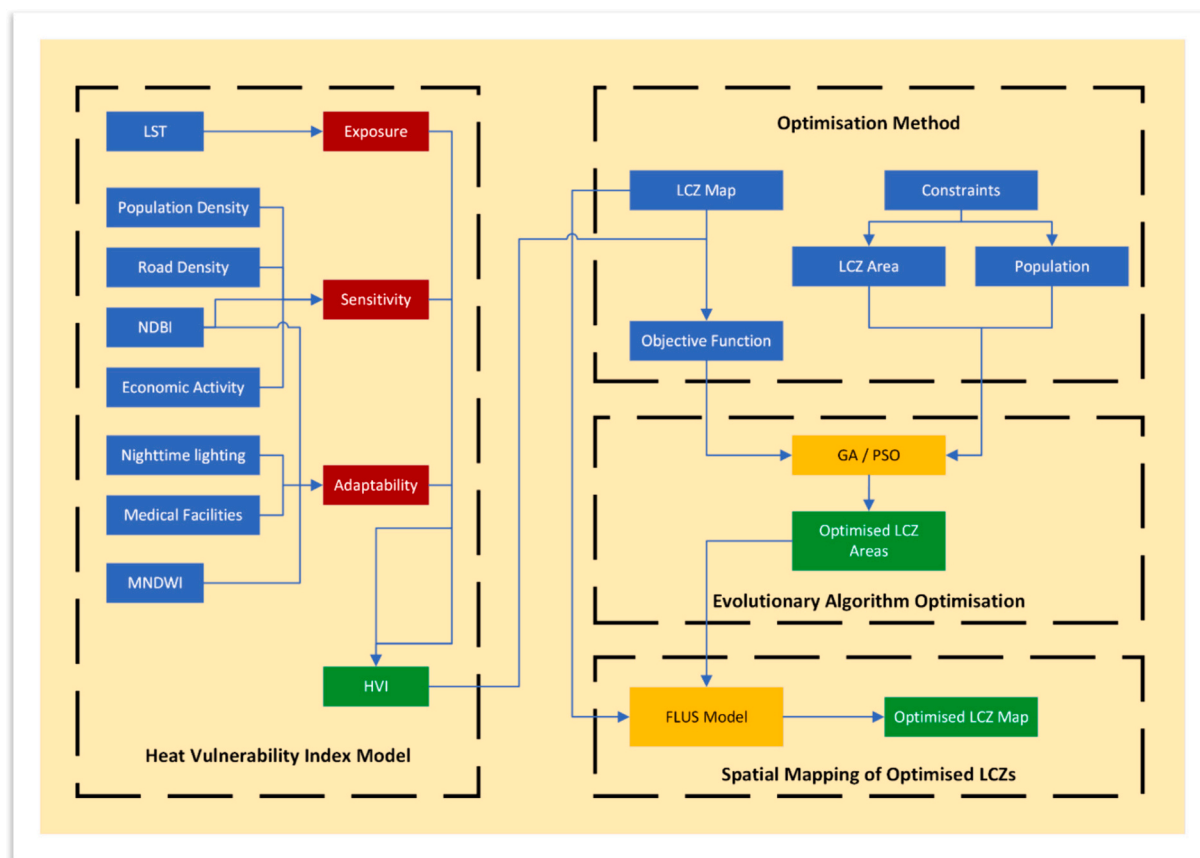 LST
Exposure
Population Density
Road Density
Sensitivity
NDBI
Economic Activity
Nighttime lighting
Adaptability
Medical Facilities
MNDWI
HVI
Heat Vulnerability Index Model
Optimisation Method
LCZ Map
Constraints
LCZ Area
Population
Objective Function
GA / PSO
Optimised LCZ
Areas
Evolutionary Algorithm Optimisation
FLUS Model
Optimised LCZ Map
Spatial Mapping of Optimised LCZs